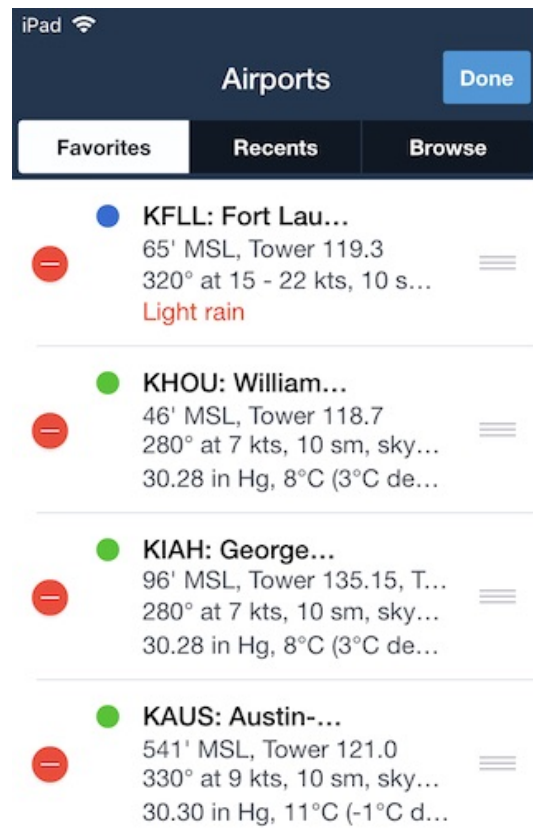 iPad
Airports
Done
Favorites
Recents
Browse
KFLL: Fort Lau...
65' MSL, Tower 119.3
320° at 15 - 22 kts, 10 s...
Light rain
KHOU: William...
46' MSL, Tower 118.7
280° at 7 kts, 10 sm, sky...
30.28 in Hg, 8°C (3°C de...
KIAH: George...
96' MSL, Tower 135.15, T...
280° at 7 kts, 10 sm, sky...
30.28 in Hg, 8°C (3°C de...
KAUS: Austin-...
541' MSL, Tower 121.0
330° at 9 kts, 10 sm, sky...
30.30 in Hg, 11°C (-1°C d...